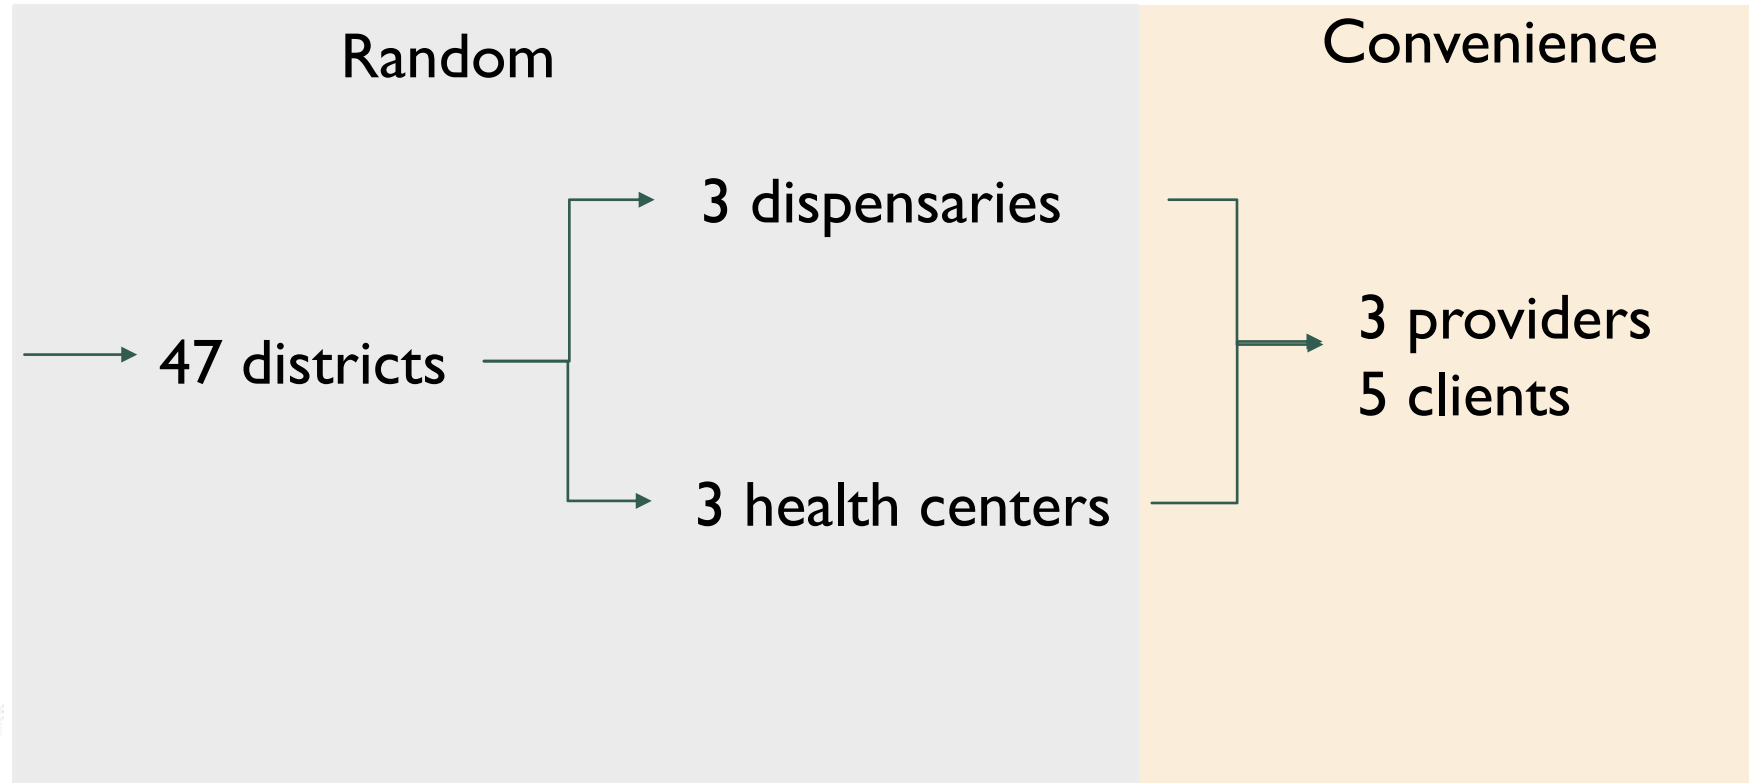 Random
Convenience
3 dispensaries
47 districts
3 providers
5 clients
3 health centers